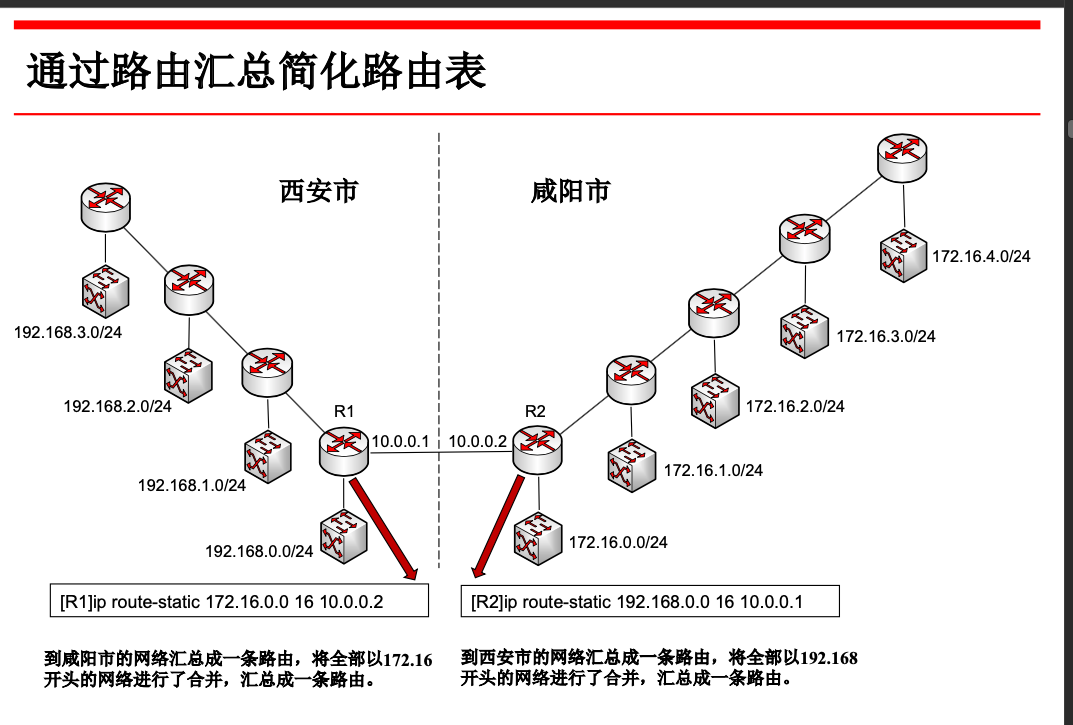 通过路由汇总简化路由表
西安市
咸阳市
172.16.4.0/24
192.168.3.0/24
172.16.3.0/24
192.168.2.0/24
172.16.2.0/24
R1
R2
10.0.0.1
10.0.0.2
172.16.1.0/24
192.168.1.0/24
172.16.0.0/24
192.168.0.0/24
[R1]ip route-static 172.16.0.0 16 10.0.0.2
[R2]ip route-static 192.168.0.0 16 10.0.0.1
到咸阳市的网络汇总成一条路由，将全部以172.16
开头的网络进行了合并，汇总成一条路由。
到西安市的网络汇总成一条路由，将全部以192.168
开头的网络进行了合并，汇总成一条路由。